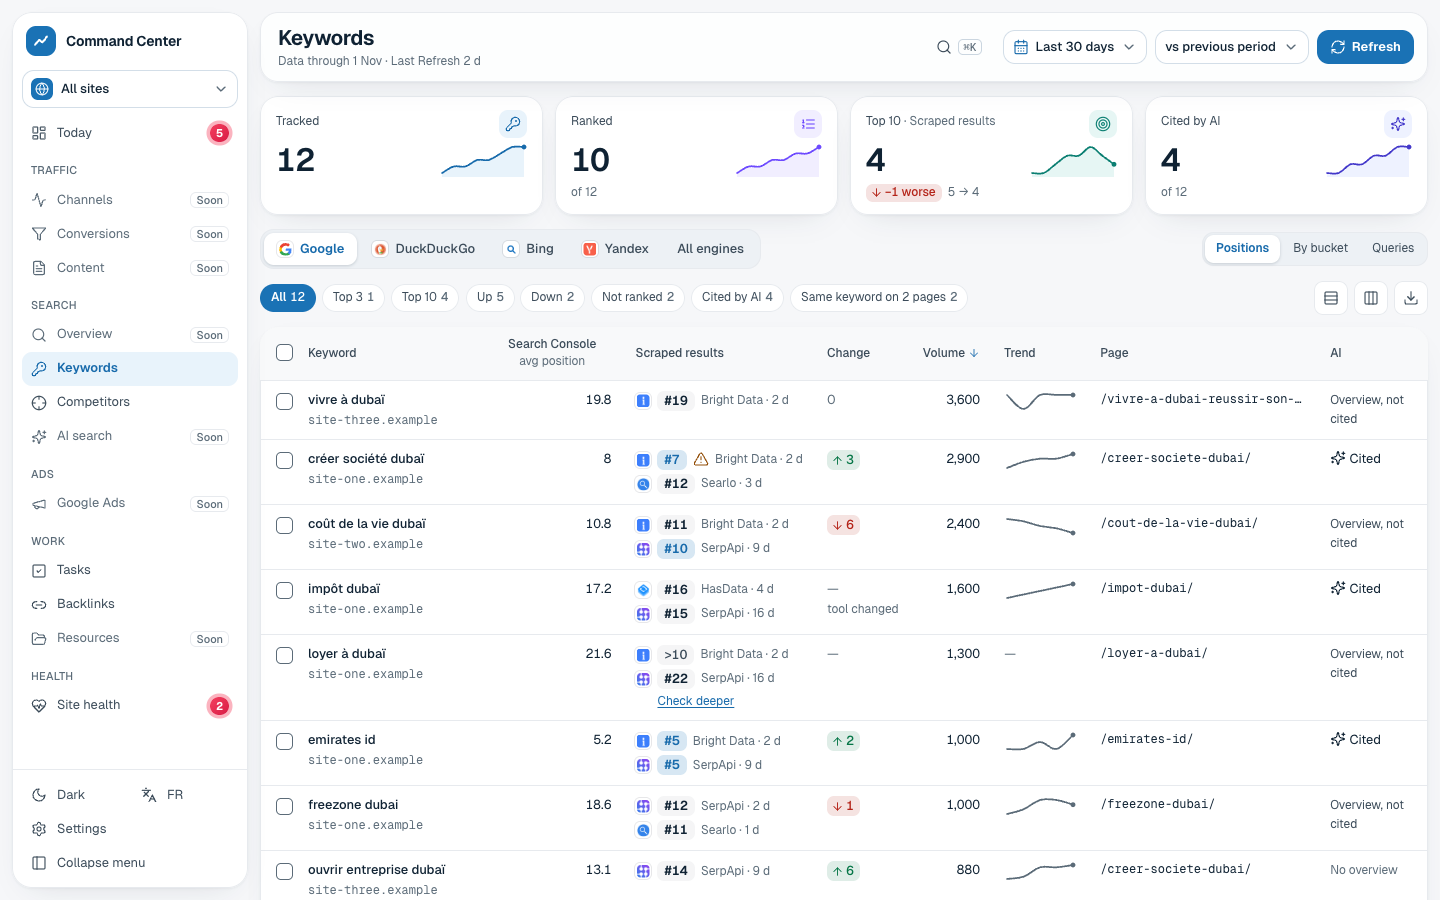 Command Center
All sites
Today
5
TRAFFIC
Channels
Soon
Conversions
Soon
Content
Soon
SEARCH
Overview
Soon
Keywords
Competitors
AI search
Soon
ADS
Google Ads
Soon
WORK
Tasks
Backlinks
Resources
Soon
HEALTH
Site health
2
Dark
FR
Settings
Collapse menu
Keywords
Data through 1 Nov · Last Refresh 2 d
⌘K
Last 30 days
vs previous period
Refresh
Tracked
12
Ranked
10
of 12
Top 10 · Scraped results
4
↓ −1 worse 5 → 4
Cited by AI
4
of 12
Google
DuckDuckGo
Bing
Yandex
All engines
Positions
By bucket
Queries
All 12
Top 3 1
Top 10 4
Up 5
Down 2
Not ranked 2
Cited by AI 4
Same keyword on 2 pages 2
Keyword
Search Console
avg position
Scraped results
Change
Volume ↓
Trend
Page
AI
vivre à dubaï
site-three.example
19.8
#19 Bright Data · 2 d
0
3,600
/vivre-a-dubai-reussir-son-…
Overview, not
cited
créer société dubaï
site-one.example
8
#7 Bright Data · 2 d
#12 Searlo · 3 d
↑ 3
2,900
/creer-societe-dubai/
Cited
coût de la vie dubaï
site-two.example
10.8
#11 Bright Data · 2 d
#10 SerpApi · 9 d
↓ 6
2,400
/cout-de-la-vie-dubai/
Overview, not
cited
impôt dubaï
site-one.example
17.2
#16 HasData · 4 d
#15 SerpApi · 16 d
—
tool changed
1,600
/impot-dubai/
Cited
loyer à dubaï
site-one.example
21.6
>10 Bright Data · 2 d
#22 SerpApi · 16 d
Check deeper
—
1,300
—
/loyer-a-dubai/
Overview, not
cited
emirates id
site-one.example
5.2
#5 Bright Data · 2 d
#5 SerpApi · 9 d
↑ 2
1,000
/emirates-id/
Cited
freezone dubai
site-one.example
18.6
#12 SerpApi · 2 d
#11 Searlo · 1 d
↓ 1
1,000
/freezone-dubai/
Overview, not
cited
ouvrir entreprise dubaï
site-three.example
13.1
#14 SerpApi · 9 d
↑ 6
880
/creer-societe-dubai/
No overview